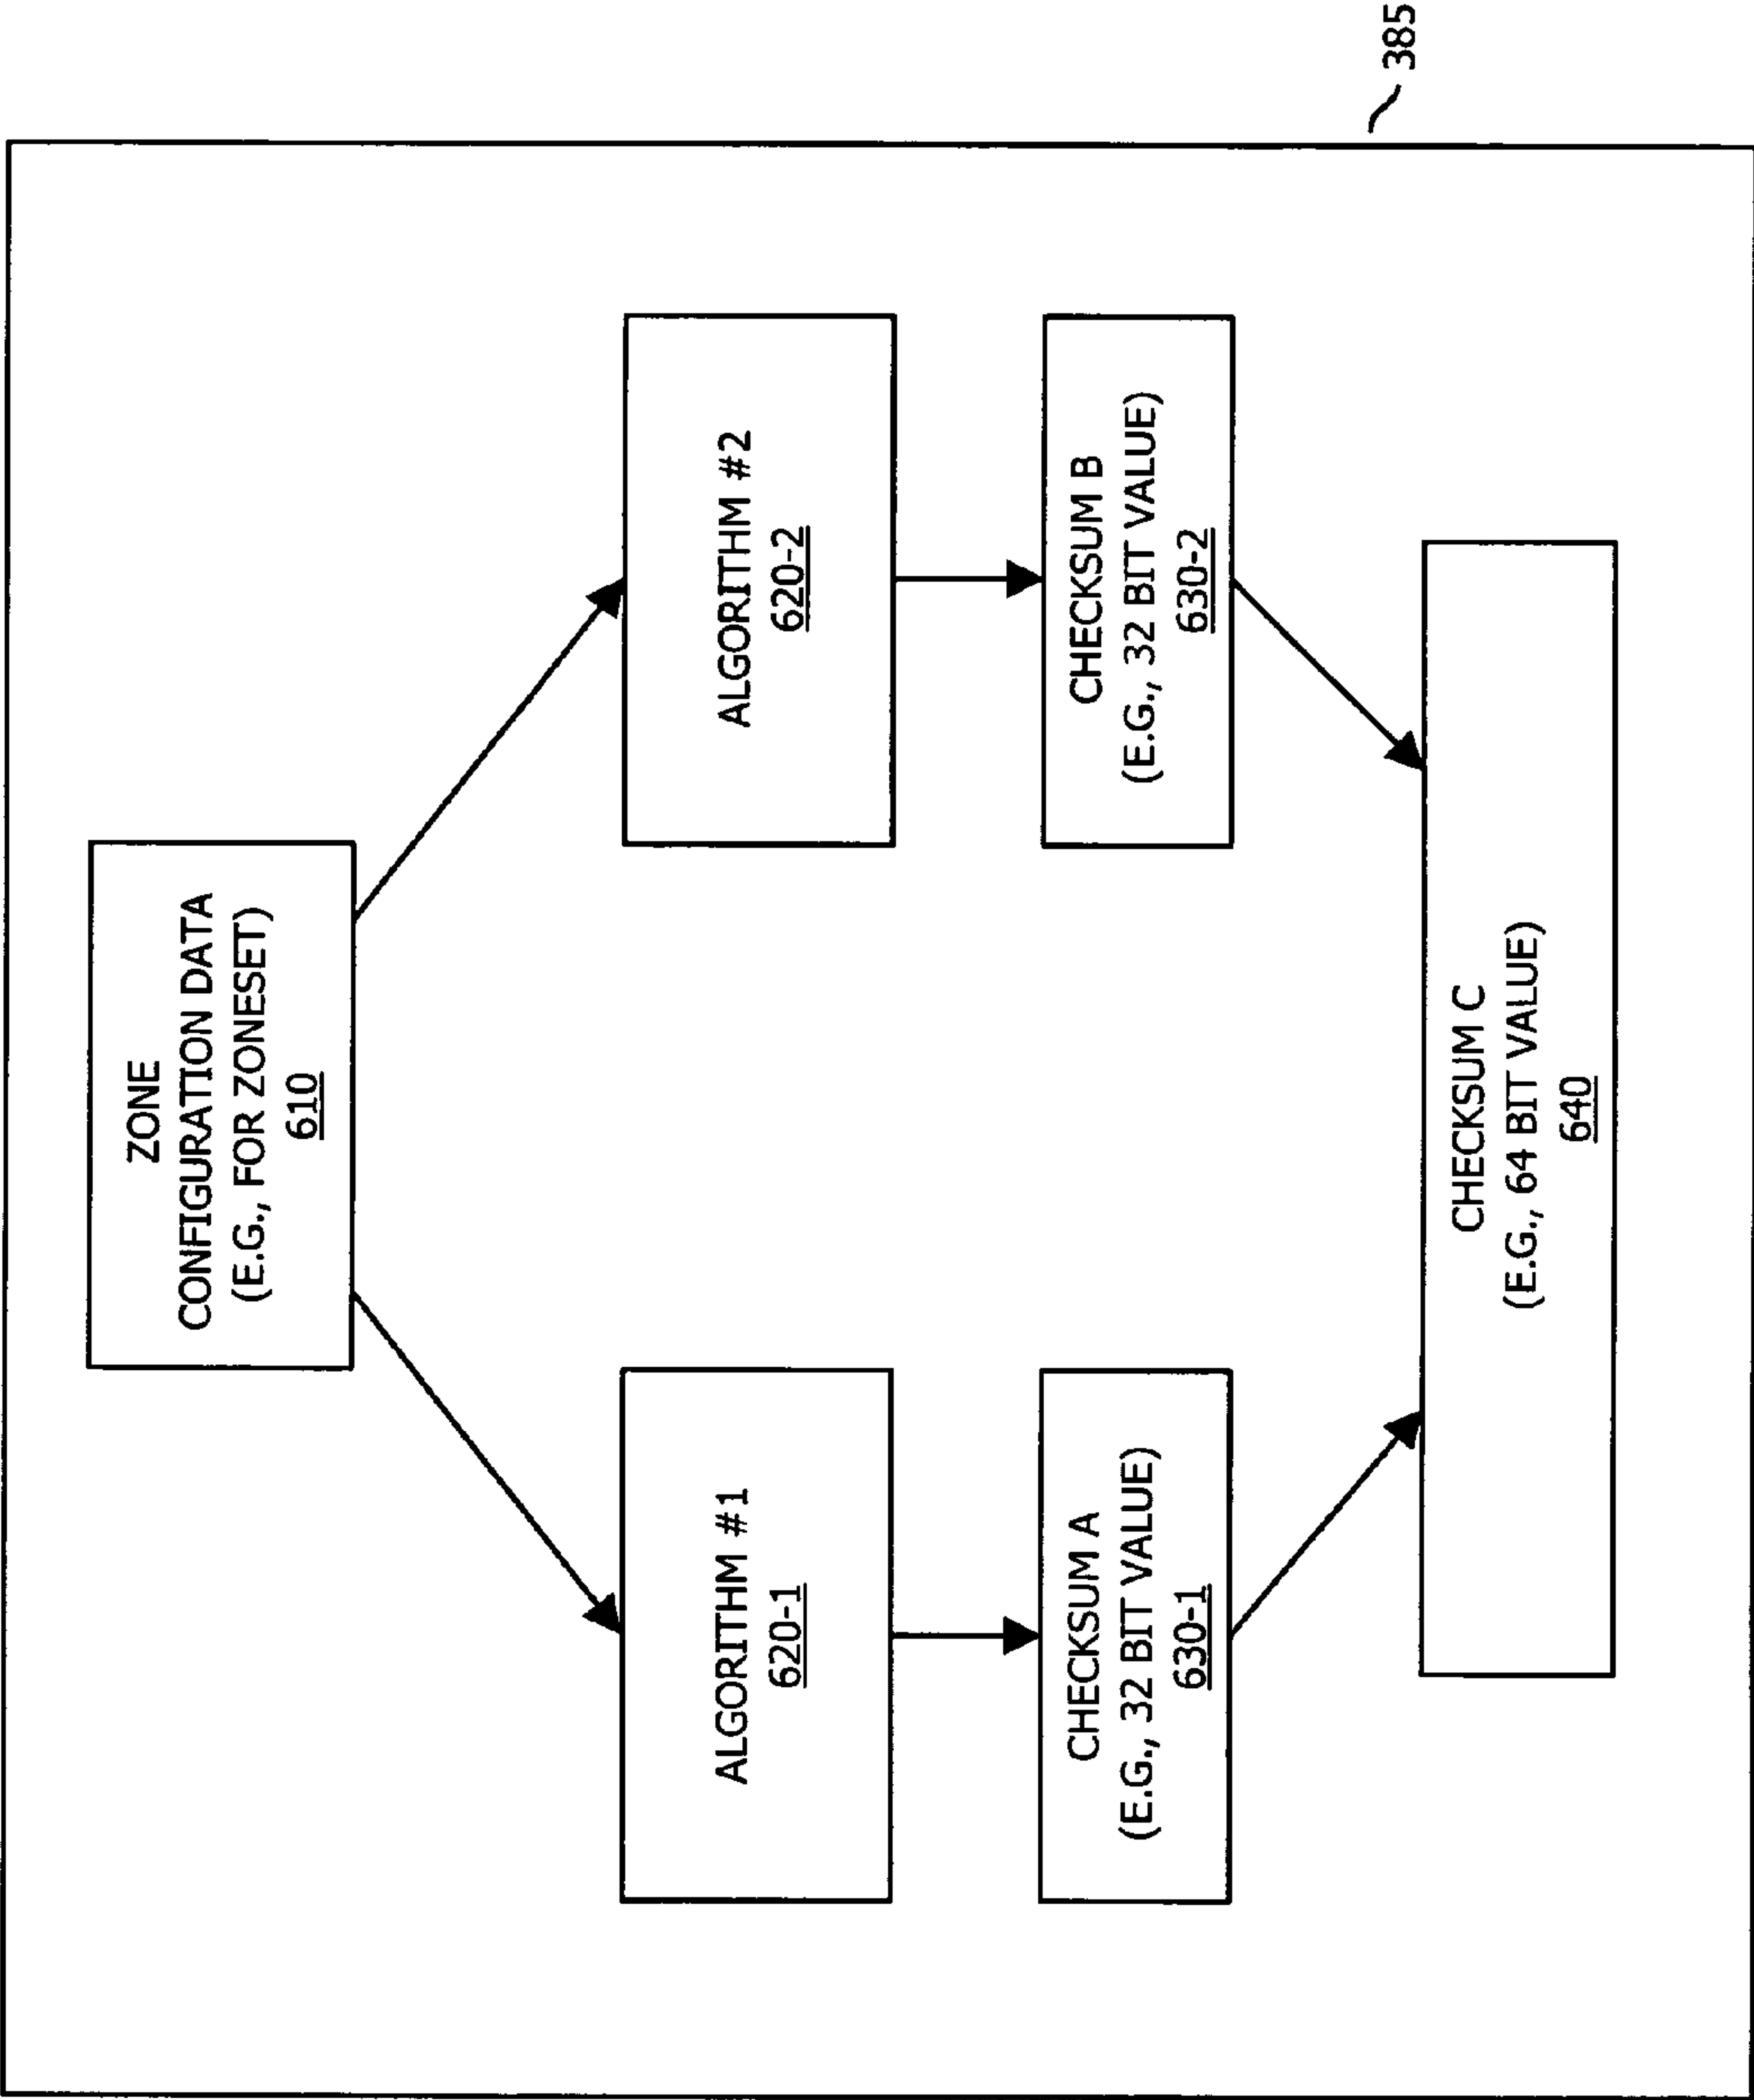 ZONE
CONFIGURATION DATA
(E.G., FOR ZONESET)
610
ALGORITHM #1
620-1
ALGORITHM #2
620-2
CHECKSUM A
(E.G., 32 BIT VALUE)
630-1
CHECKSUM B
(E.G., 32 BIT VALUE)
630-2
CHECKSUM C
(E.G., 64 BIT VALUE)
640
385